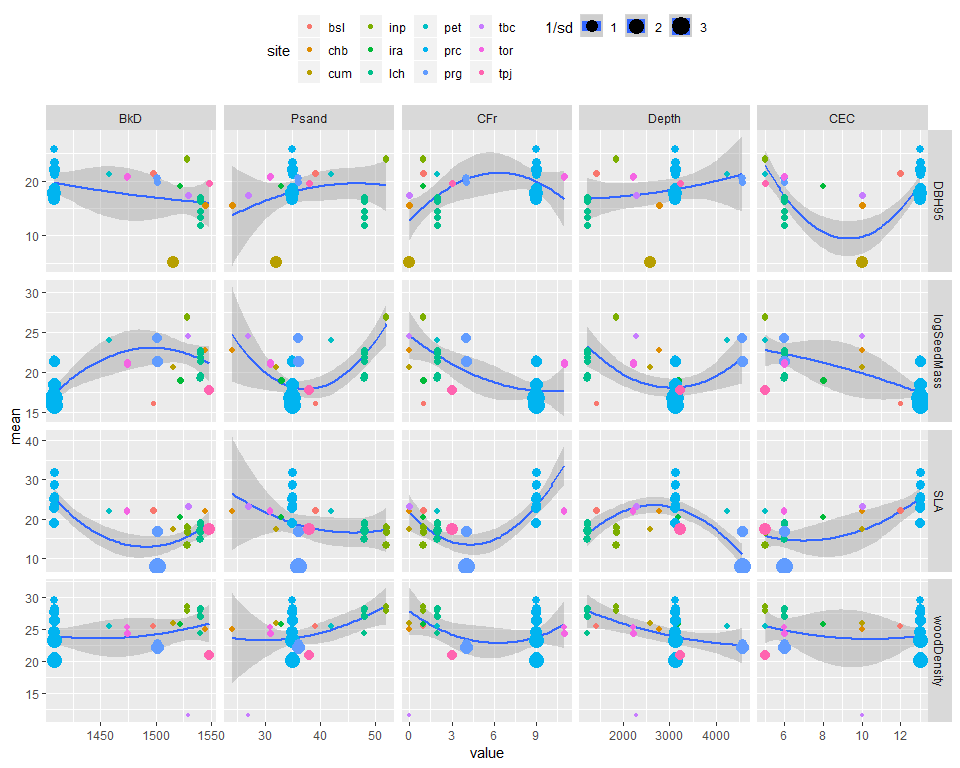 bsl inp pet tbc 1/sd 1 2 3
site chb ira prc tor
cum lch prg tpj
BkD Psand CFr Depth CEC
20
10
DBH95
30
25
20
15
logSeedMass
mean
40
30
20
10
SLA
30
25
20
15
woodDensity
1450 1500 1550 30 40 50 0 3 6 9 2000 3000 4000 6 8 10 12
value